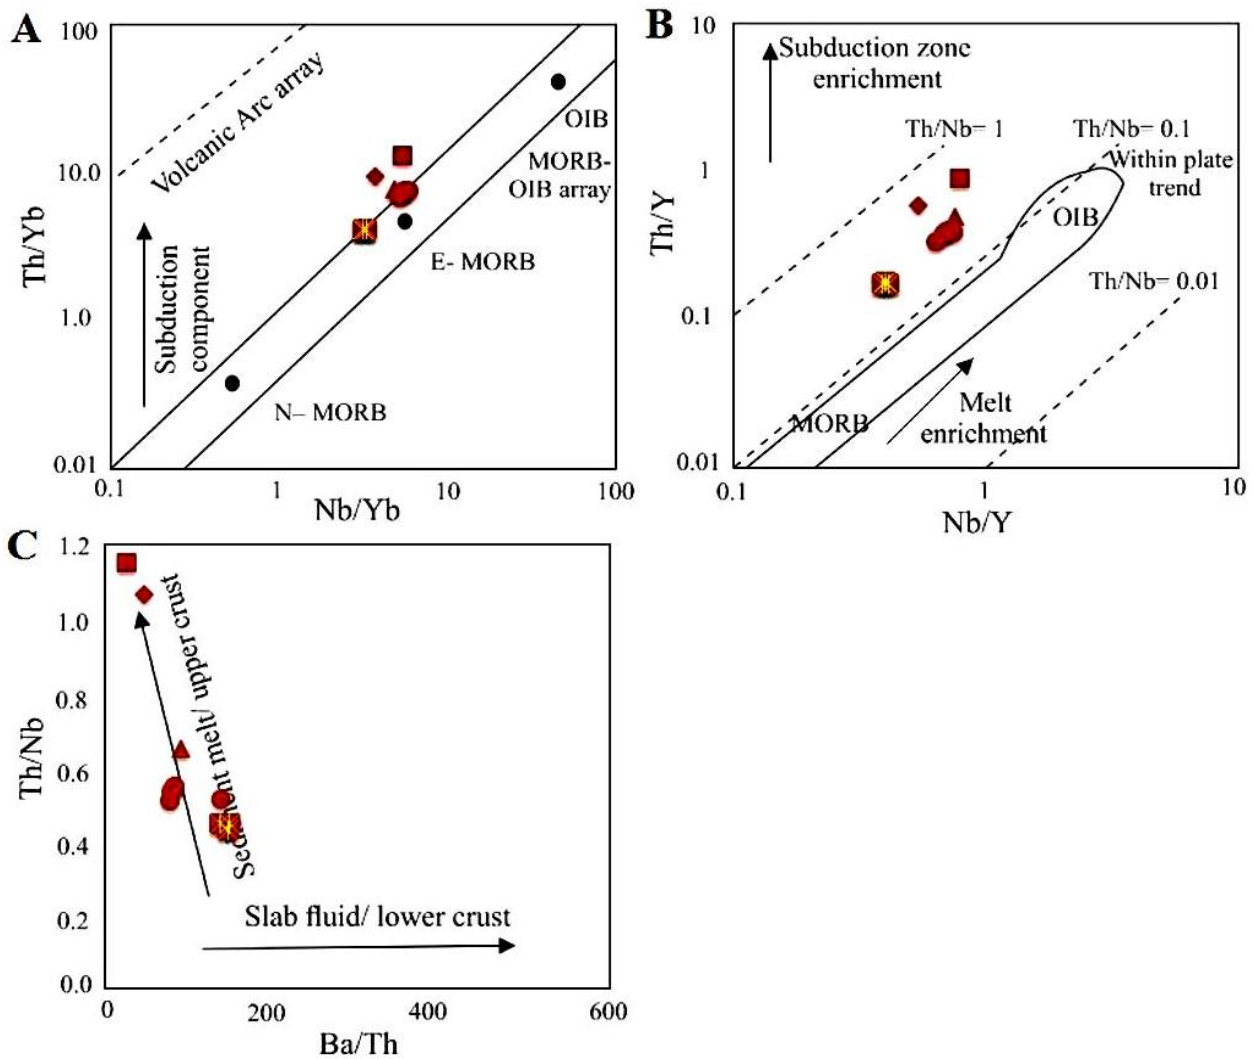 A
100
10.0
1.0
0.01
0.1
1
10
100
Th/Yb
Nb/Yb
Volcanic Arc array
Subduction
component
OIB
MORB-
OIB array
E- MORB
N– MORB
B
10
1
0.1
0.01
0.1
1
10
Th/Y
Nb/Y
Subduction zone
enrichment
Th/Nb= 1
Th/Nb= 0.1
Within plate
trend
OIB
Th/Nb= 0.01
MORB
Melt
enrichment
C
1.2
1.0
0.8
0.6
0.4
0.2
0.0
0
200
400
600
Th/Nb
Ba/Th
Sediment melt/ upper crust
Slab fluid/ lower crust